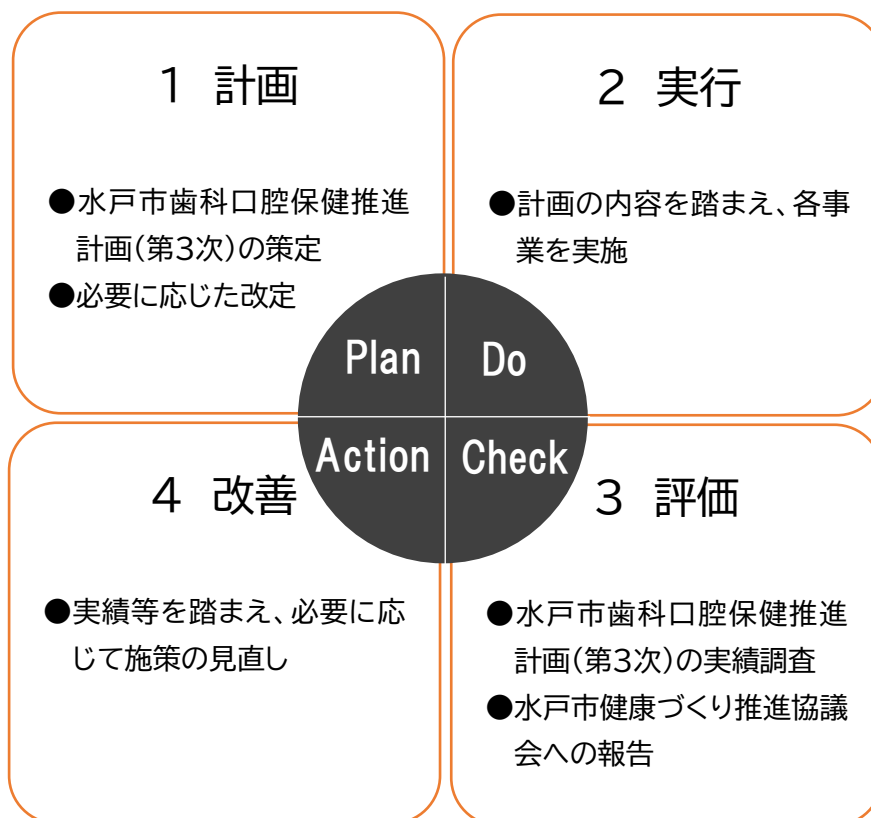 1 計画
●水戸市歯科口腔保健推進
計画(第3次)の策定
●必要に応じた改定
2 実行
●計画の内容を踏まえ、各事
業を実施
Plan
Do
Action
Check
4 改善
●実績等を踏まえ、必要に応
じて施策の見直し
3 評価
●水戸市歯科口腔保健推進
計画(第3次)の実績調査
●水戸市健康づくり推進協議
会への報告